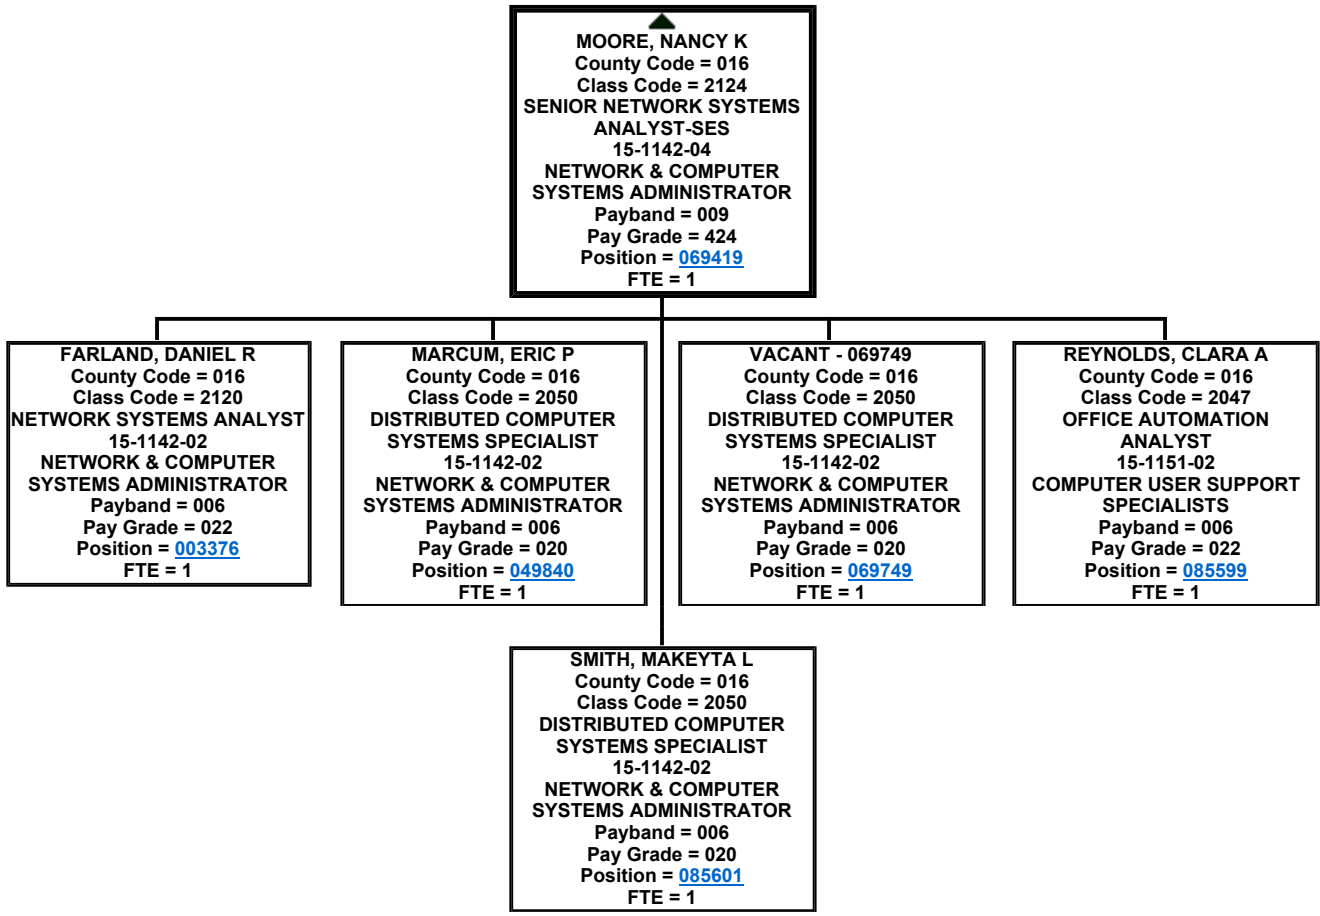 MOORE, NANCY K
County Code = 016
Class Code = 2124
SENIOR NETWORK SYSTEMS
ANALYST-SES
15-1142-04
NETWORK & COMPUTER
SYSTEMS ADMINISTRATOR
Payband = 009
Pay Grade = 424
Position = 069419
FTE = 1
FARLAND, DANIEL R
County Code = 016
Class Code = 2120
NETWORK SYSTEMS ANALYST
15-1142-02
NETWORK & COMPUTER
SYSTEMS ADMINISTRATOR
Payband = 006
Pay Grade = 022
Position = 003376
FTE = 1
MARCUM, ERIC P
County Code = 016
Class Code = 2050
DISTRIBUTED COMPUTER
SYSTEMS SPECIALIST
15-1142-02
NETWORK & COMPUTER
SYSTEMS ADMINISTRATOR
Payband = 006
Pay Grade = 020
Position = 049840
FTE = 1
VACANT - 069749
County Code = 016
Class Code = 2050
DISTRIBUTED COMPUTER
SYSTEMS SPECIALIST
15-1142-02
NETWORK & COMPUTER
SYSTEMS ADMINISTRATOR
Payband = 006
Pay Grade = 020
Position = 069749
FTE = 1
REYNOLDS, CLARA A
County Code = 016
Class Code = 2047
OFFICE AUTOMATION
ANALYST
15-1151-02
COMPUTER USER SUPPORT
SPECIALISTS
Payband = 006
Pay Grade = 022
Position = 085599
FTE = 1
SMITH, MAKEYTA L
County Code = 016
Class Code = 2050
DISTRIBUTED COMPUTER
SYSTEMS SPECIALIST
15-1142-02
NETWORK & COMPUTER
SYSTEMS ADMINISTRATOR
Payband = 006
Pay Grade = 020
Position = 085601
FTE = 1